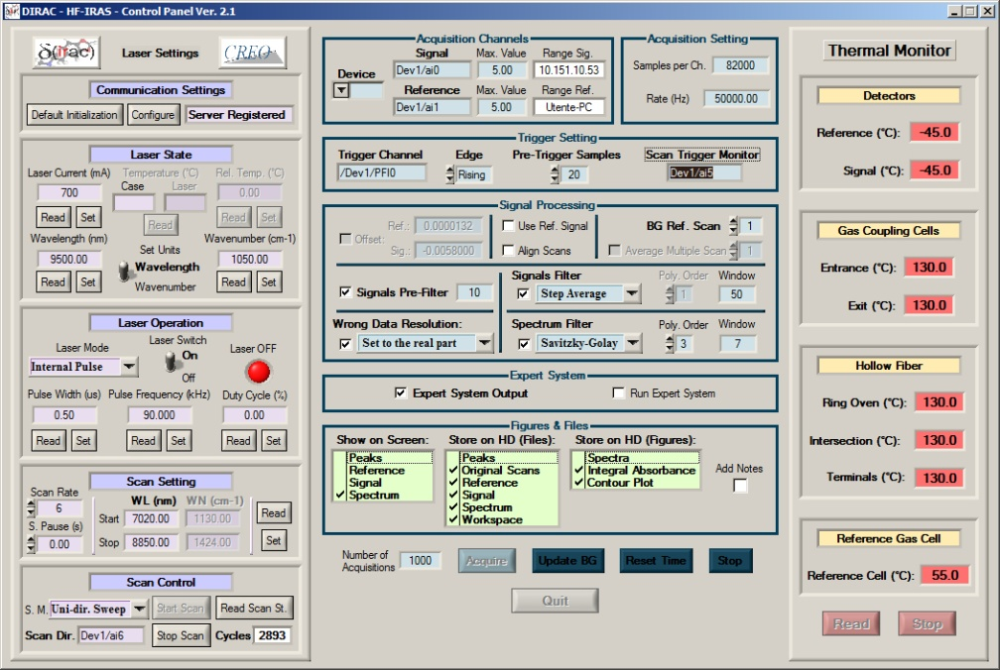 DIRAC - HF-IRAS - Control Panel Ver. 2.1
δ(irac)
Laser Settings
CREO
Communication Settings
Default Initialization Configure Server Registered
Laser State
Laser Current (mA) Temperature (°C) Rel. Temp. (°C)
700 Case Laser 0.00
Read Set Read Read Set
Wavelength (nm) Set Units Wavenumber (cm-1)
9500.00 Wavelength 1050.00
Read Set Wavenumber Read Set
Laser Operation
Laser Mode Laser Switch Laser OFF
Internal Pulse On
Off
Pulse Width (us) Pulse Frequency (kHz) Duty Cycle (%)
0.50 90.000 0.00
Read Set Read Set Read Set
Scan Setting
Scan Rate WL (nm) WN (cm-1)
6 Start 7020.00 1130.00 Read
S. Pause (s)
0.00 Stop 8850.00 1424.00 Set
Scan Control
S. M. Uni-dir. Sweep Start Scan Read Scan St.
Scan Dir. Dev1/ai6 Stop Scan Cycles 2893
Acquisition Channels
Signal Max. Value Range Sig.
Device Dev1/ai0 5.00 10.151.10.53
Reference Max. Value Range Ref.
Dev1/ai1 5.00 Utente-PC
Acquisition Setting
Samples per Ch. 82000
Rate (Hz) 50000.00
Trigger Setting
Trigger Channel Edge Pre-Trigger Samples Scan Trigger Monitor
/Dev1/PFI0 Rising 20 Dev1/ai5
Signal Processing
Ref.: 0.0000132 Use Ref. Signal BG Ref. Scan 1
Offset:
Sig.: -0.0058000 Align Scans Average Multiple Scan 1
Signals Filter Poly. Order Window
Signals Pre-Filter 10 Step Average 1 50
Wrong Data Resolution: Spectrum Filter Poly. Order Window
Set to the real part Savitzky-Golay 3 7
Expert System
Expert System Output Run Expert System
Figures & Files
Show on Screen: Store on HD (Files): Store on HD (Figures):
Peaks Peaks Spectra
Reference Original Scans Integral Absorbance Add Notes
Signal Reference Contour Plot
Spectrum Signal
Spectrum
Workspace
Number of Acquisitions 1000 Acquire Update BG Reset Time Stop
Quit
Thermal Monitor
Detectors
Reference (°C): -45.0
Signal (°C): -45.0
Gas Coupling Cells
Entrance (°C): 130.0
Exit (°C): 130.0
Hollow Fiber
Ring Oven (°C): 130.0
Intersection (°C): 130.0
Terminals (°C): 130.0
Reference Gas Cell
Reference Cell (°C): 55.0
Read Stop